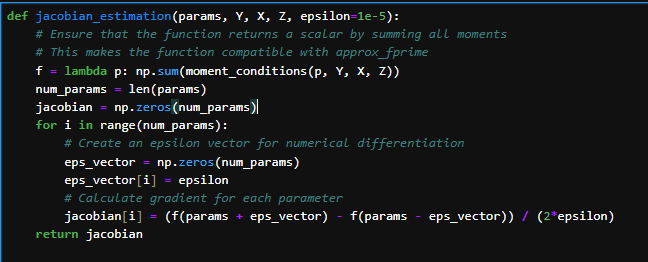 def jacobian_estimation(params, Y, X, Z, epsilon=1e-5):
    # Ensure that the function returns a scalar by summing all moments
    # This makes the function compatible with approx_fprime
    f = lambda p: np.sum(moment_conditions(p, Y, X, Z))
    num_params = len(params)
    jacobian = np.zeros(num_params)
    for i in range(num_params):
        # Create an epsilon vector for numerical differentiation
        eps_vector = np.zeros(num_params)
        eps_vector[i] = epsilon
        # Calculate gradient for each parameter
        jacobian[i] = (f(params + eps_vector) - f(params - eps_vector)) / (2*epsilon)
    return jacobian